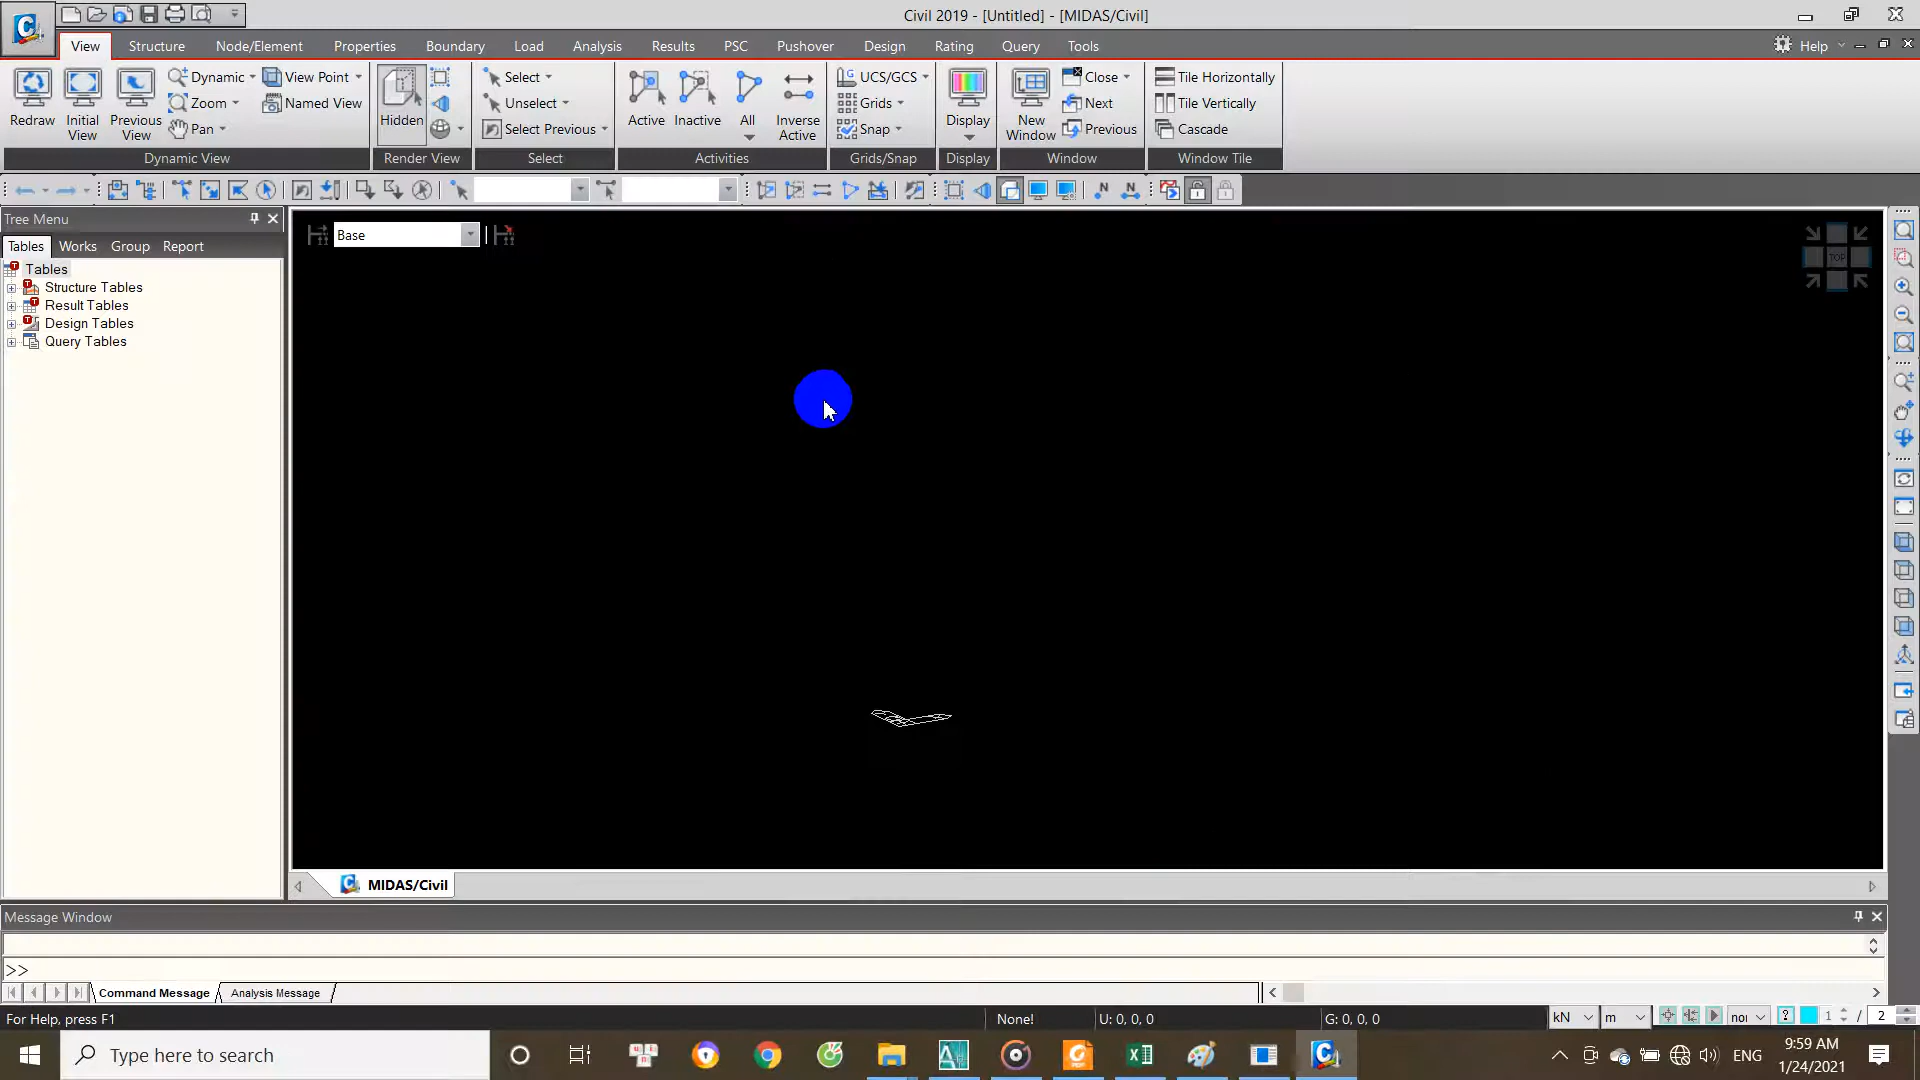 Civil 2019 - [Untitled] - [MIDAS/Civil]
View Structure Node/Element Properties Boundary Load Analysis Results PSC Pushover Design Rating Query Tools Help
Redraw
Initial View
Previous View
Dynamic
Zoom
Pan
View Point
Named View
Dynamic View
Hidden
Render View
Select
Unselect
Select Previous
Select
Active
Inactive
All
Inverse Active
Activities
UCS/GCS
Grids
Snap
Grids/Snap
Display
Display
New Window
Close
Next
Previous
Window
Tile Horizontally
Tile Vertically
Cascade
Window Tile
Tree Menu
Tables Works Group Report
Tables
Structure Tables
Result Tables
Design Tables
Query Tables
Base
TOP
MIDAS/Civil
Message Window
>>
Command Message Analysis Message
For Help, press F1
None!
U: 0, 0, 0
G: 0, 0, 0
kN
m
1 / 2
Type here to search
ENG
9:59 AM
1/24/2021